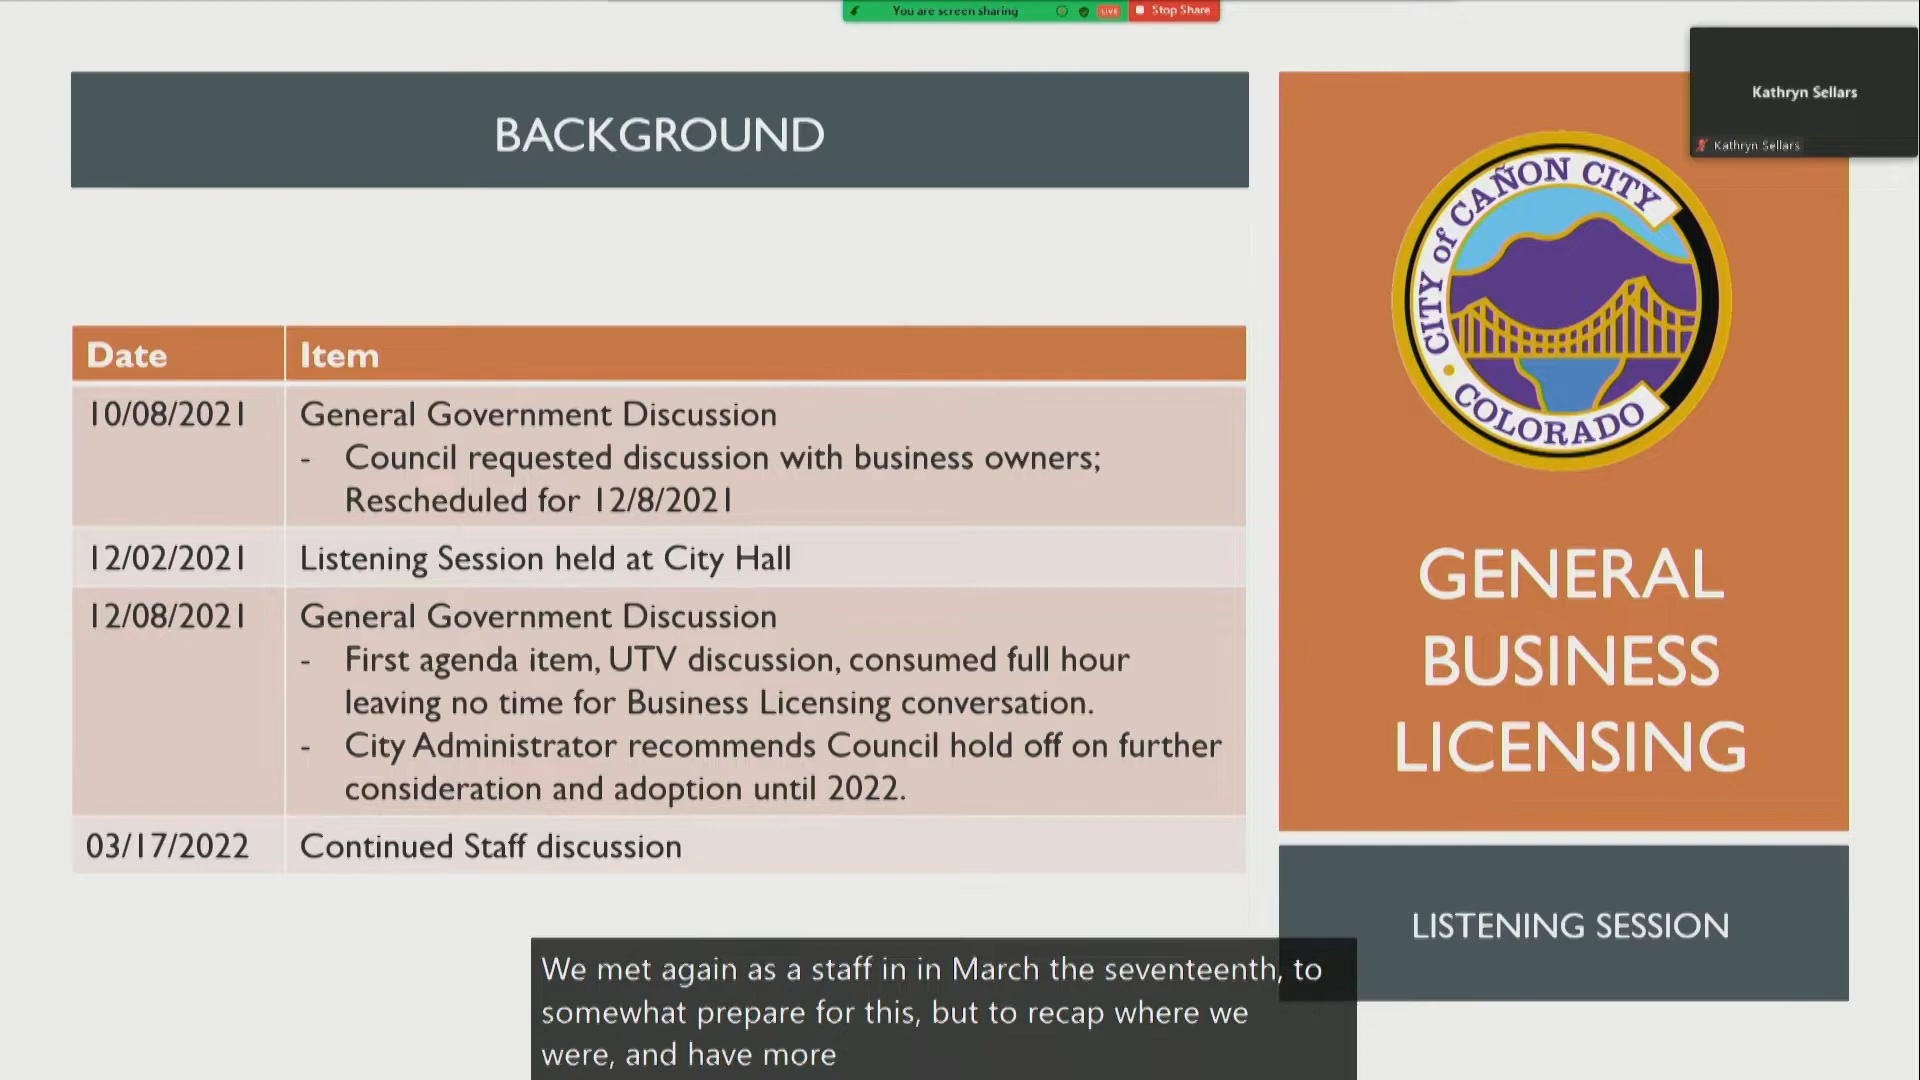 You are screen sharing
LIVE
Stop Share
Kathryn Sellars
Kathryn Sellars
BACKGROUND
Date Item
10/08/2021 General Government Discussion
- Council requested discussion with business owners;
Rescheduled for 12/8/2021
12/02/2021 Listening Session held at City Hall
12/08/2021 General Government Discussion
- First agenda item, UTV discussion, consumed full hour
leaving no time for Business Licensing conversation.
- City Administrator recommends Council hold off on further
consideration and adoption until 2022.
03/17/2022 Continued Staff discussion
CITY of CAÑON CITY
• COLORADO
GENERAL
BUSINESS
LICENSING
LISTENING SESSION
We met again as a staff in in March the seventeenth, to
somewhat prepare for this, but to recap where we
were, and have more